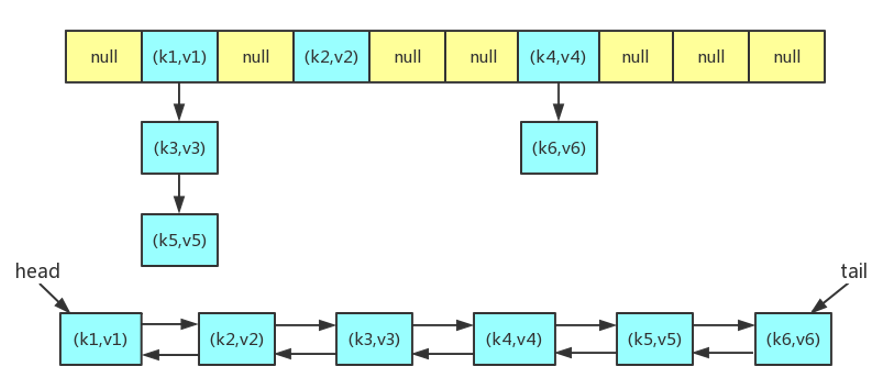 null (k1,v1) null (k2,v2) null null (k4,v4) null null null
(k3,v3) (k6,v6)
(k5,v5)
head tail
(k1,v1) (k2,v2) (k3,v3) (k4,v4) (k5,v5) (k6,v6)